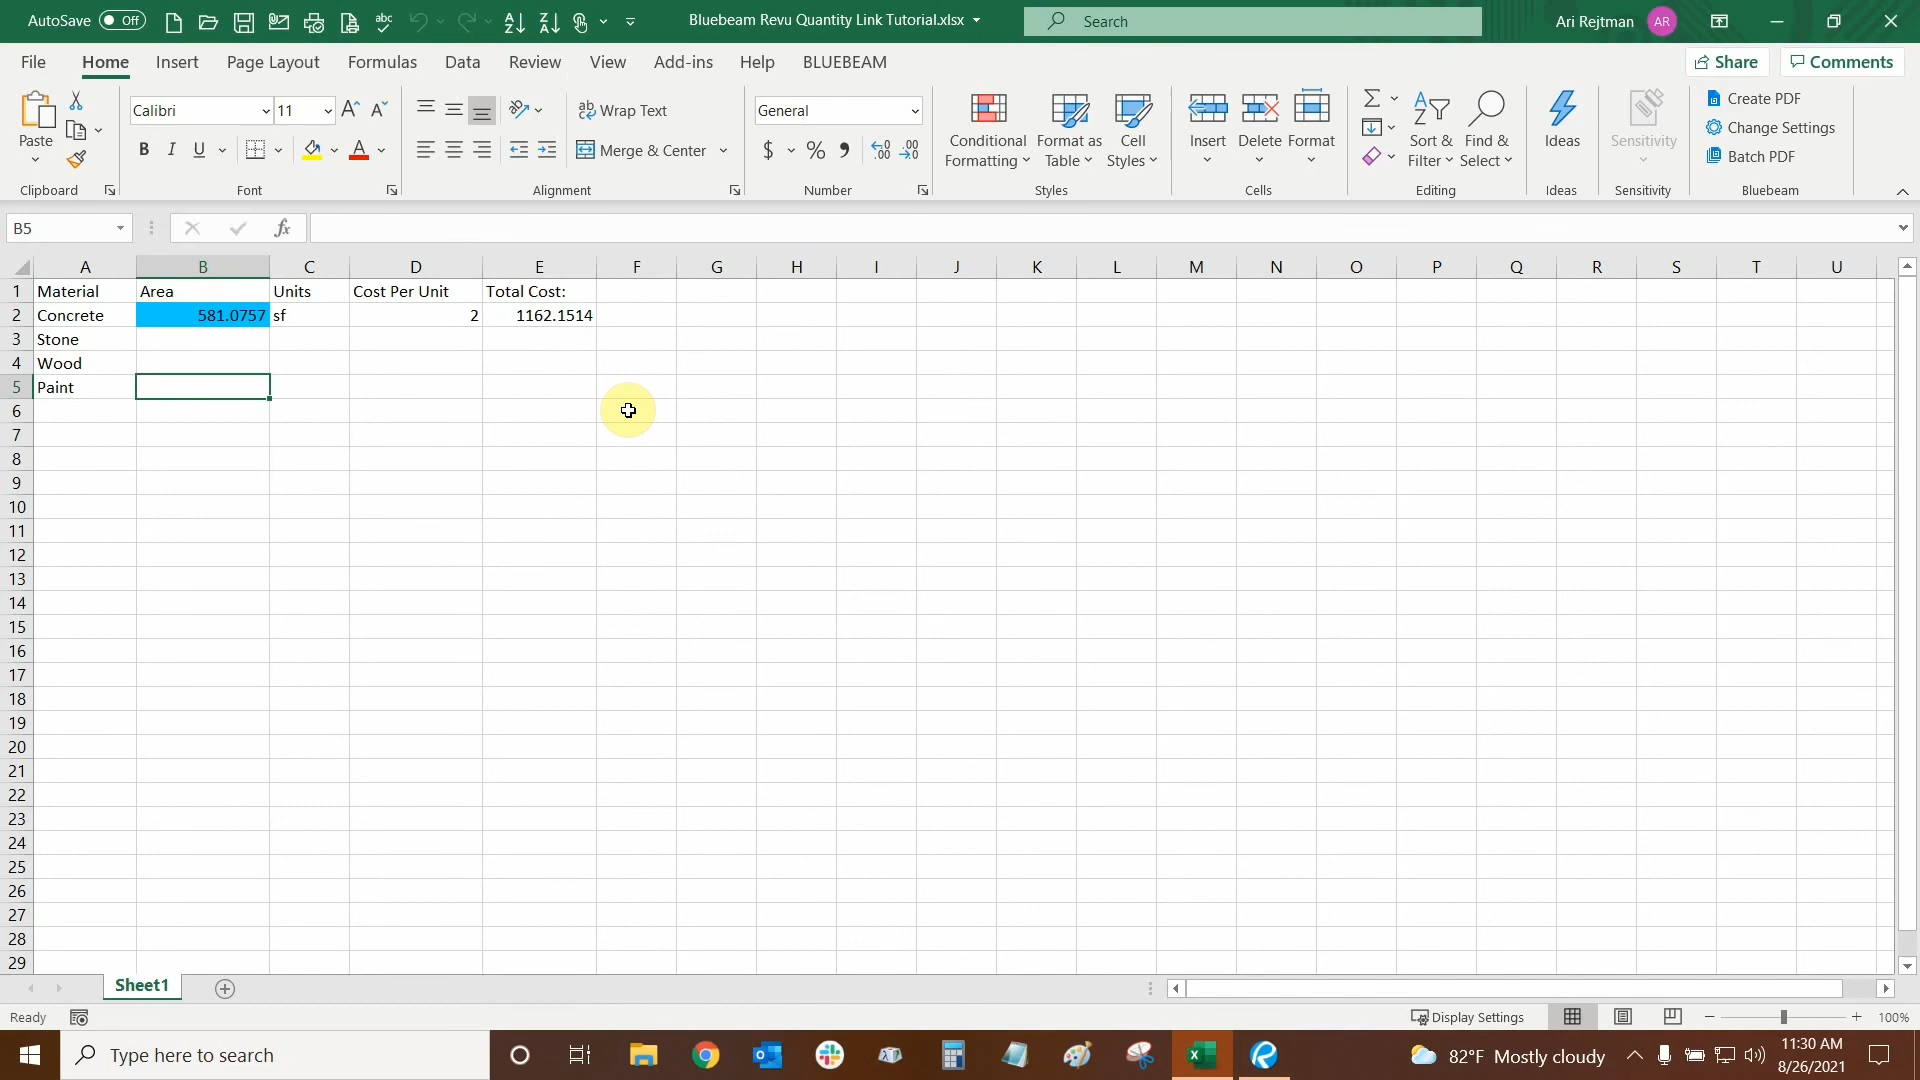 AutoSave Off abc Bluebeam Revu Quantity Link Tutorial.xlsx Search Ari Rejtman AR
File Home Insert Page Layout Formulas Data Review View Add-ins Help BLUEBEAM Share Comments
Paste Calibri 11 Wrap Text General Conditional Formatting Format as Table Cell Styles Insert Delete Format Sort & Filter Find & Select Ideas Sensitivity Create PDF
Change Settings
B I U A Merge & Center $ % Batch PDF
Clipboard Font Alignment Number Styles Cells Editing Ideas Sensitivity Bluebeam
B5 fx
A B C D E F G H I J K L M N O P Q R S T U
1 Material Area Units Cost Per Unit Total Cost:
2 Concrete 581.0757 sf 2 1162.1514
3 Stone
4 Wood
5 Paint
6
7
8
9
10
11
12
13
14
15
16
17
18
19
20
21
22
23
24
25
26
27
28
29
Sheet1
Ready Display Settings 100%
Type here to search 82°F Mostly cloudy 11:30 AM
8/26/2021